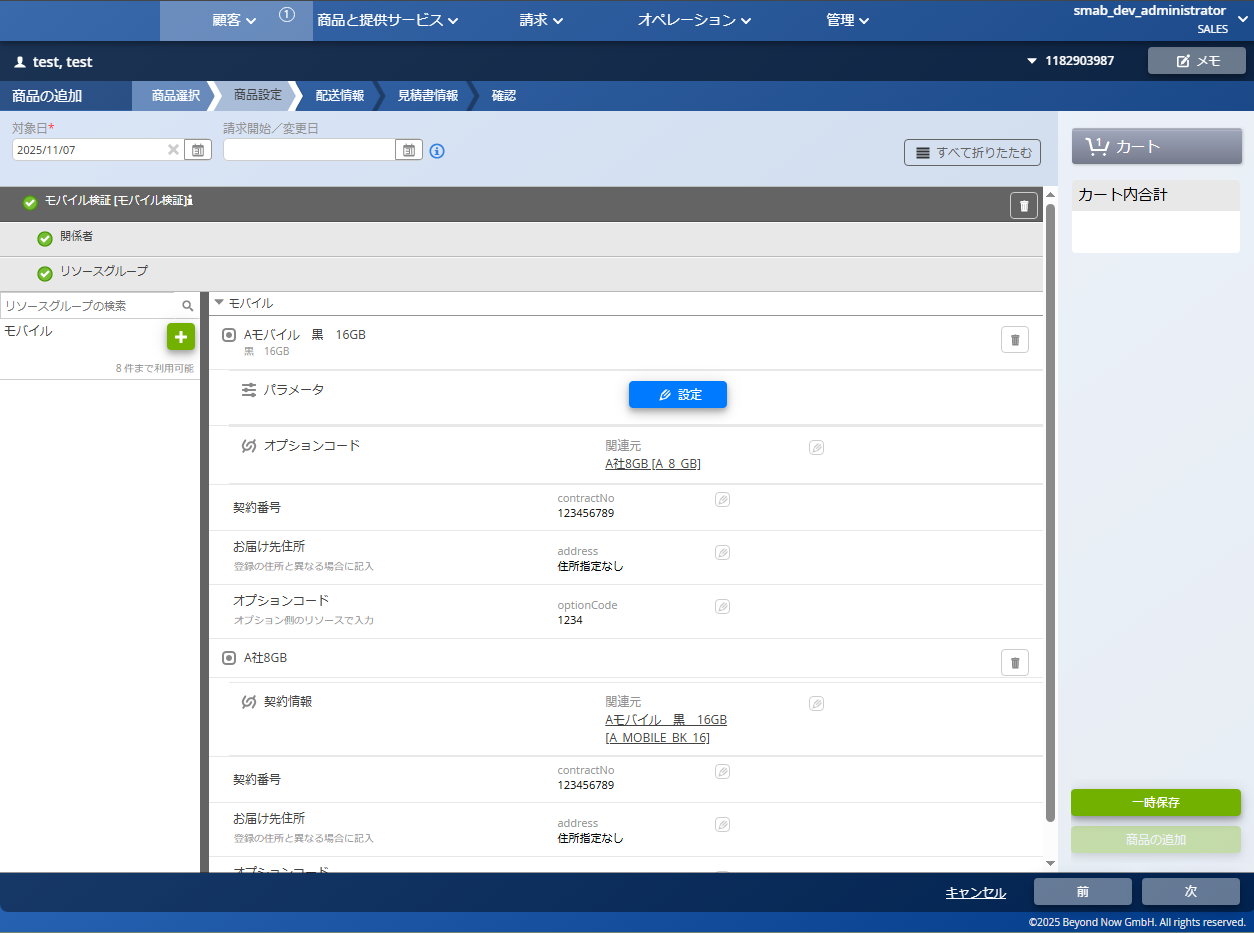 顧客
1
商品と提供サービス
請求
オペレーション
管理
smab_dev_administrator
SALES
test, test
1182903987
メモ
商品の追加
商品選択
商品設定
配送情報
見積書情報
確認
対象日*
請求開始／変更日
2025/11/07
すべて折りたたむ
1
カート
カート内合計
モバイル検証 [モバイル検証]
関係者
リソースグループ
リソースグループの検索
モバイル
8 件まで利用可能
モバイル
Aモバイル　黒　16GB
黒　16GB
パラメータ
設定
オプションコード
関連元
A社8GB [A_8_GB]
契約番号
contractNo
123456789
お届け先住所
登録の住所と異なる場合に記入
address
住所指定なし
オプションコード
オプション側のリソースで入力
optionCode
1234
A社8GB
契約情報
関連元
Aモバイル　黒　16GB
[A_MOBILE_BK_16]
契約番号
contractNo
123456789
お届け先住所
登録の住所と異なる場合に記入
address
住所指定なし
オプションコード
一時保存
商品の追加
キャンセル
前
次
©2025 Beyond Now GmbH. All rights reserved.